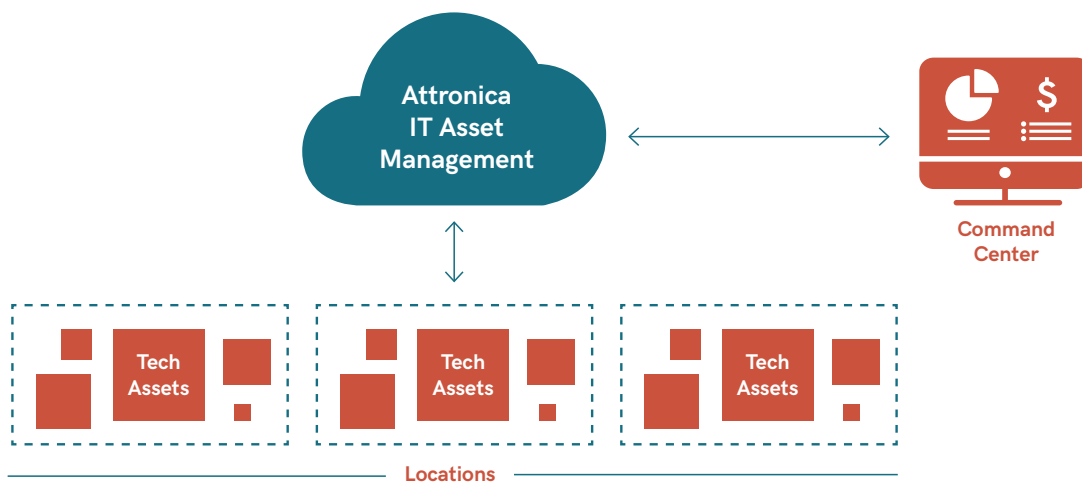 Attronica
IT Asset
Management
$
Command
Center
Tech
Assets
Tech
Assets
Tech
Assets
Locations